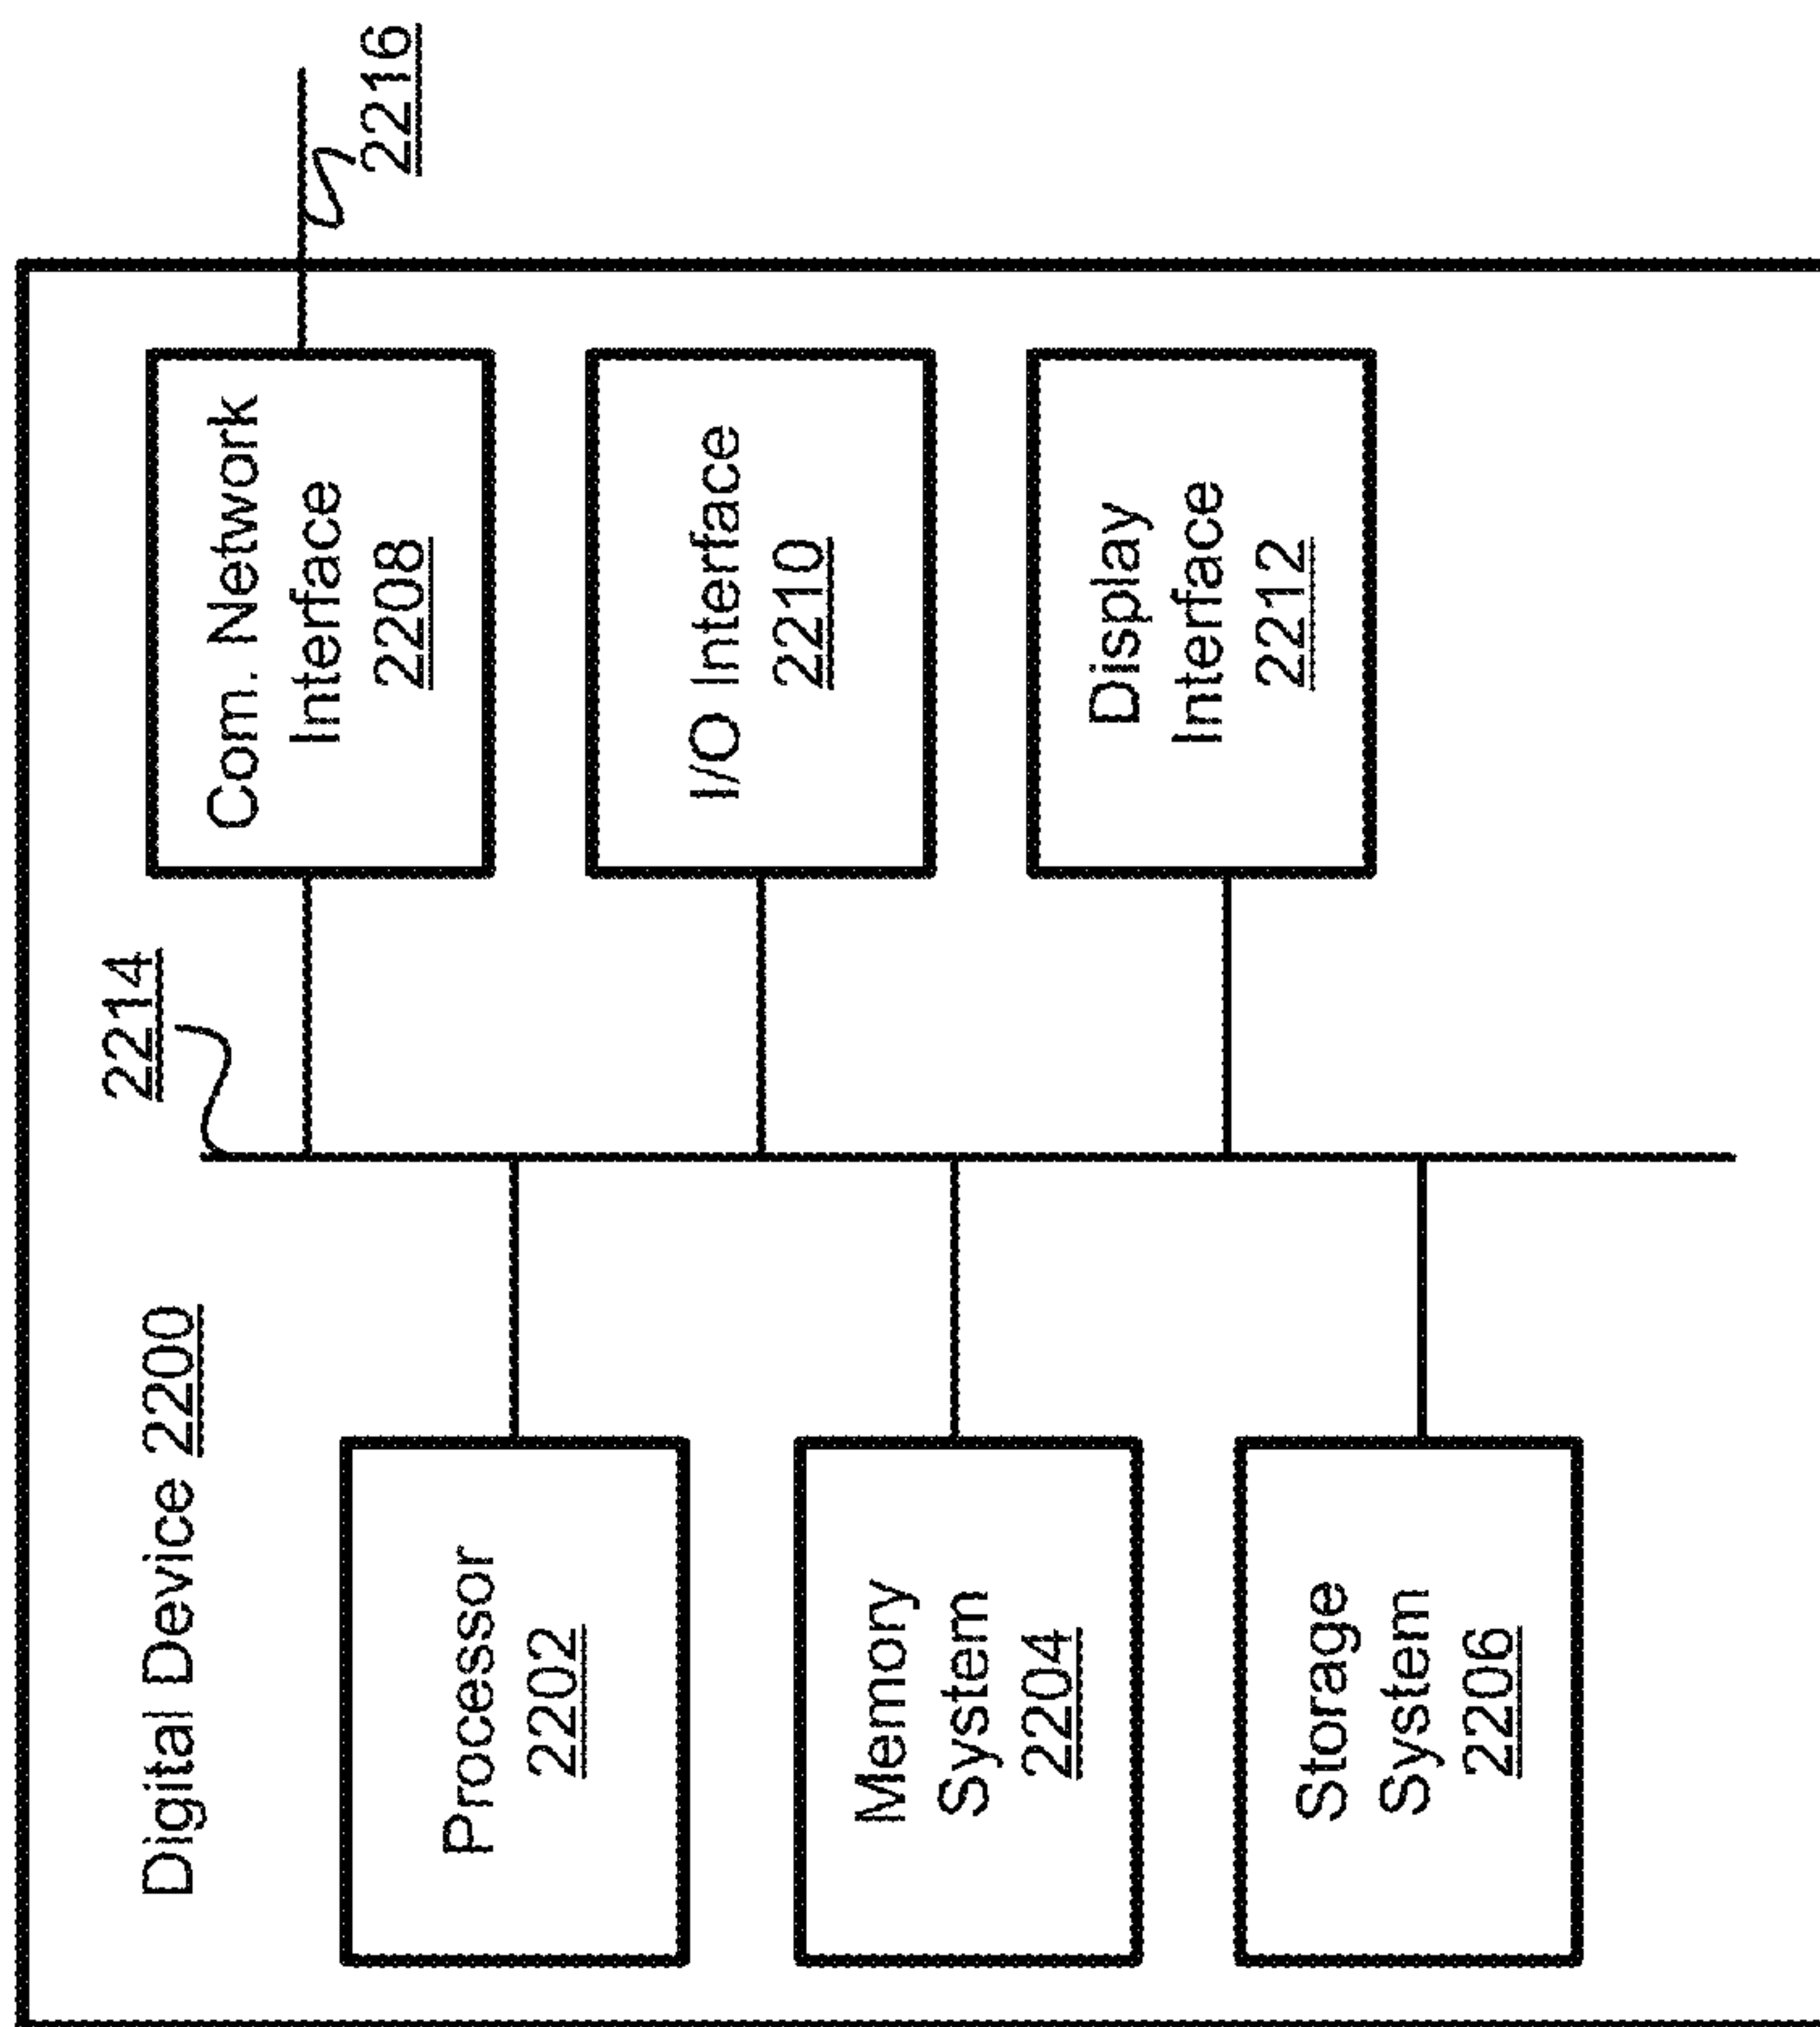 Digital Device 2200
2214
2216
Processor
2202
Memory
System
2204
Storage
System
2206
Com. Network
Interface
2208
I/O Interface
2210
Display
Interface
2212